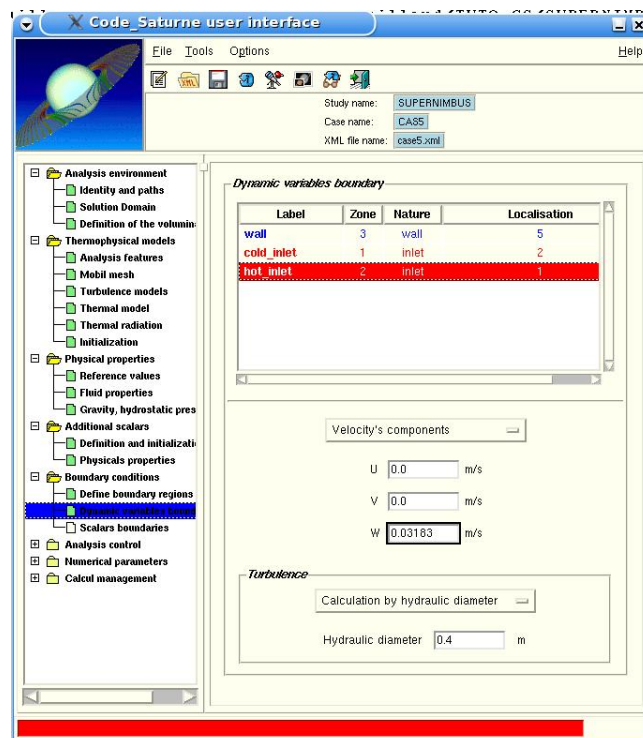 Code_Saturne user interface
File Tools Options Help
Study name: SUPERNIMBUS
Case name: CAS5
XML file name: case5.xml
Analysis environment
Identity and paths
Solution Domain
Definition of the volumin
Thermophysical models
Analysis features
Mobil mesh
Turbulence models
Thermal model
Thermal radiation
Initialization
Physical properties
Reference values
Fluid properties
Gravity, hydrostatic pres
Additional scalars
Definition and initializati
Physicals properties
Boundary conditions
Define boundary regions
Dynamic variables bound
Scalars boundaries
Analysis control
Numerical parameters
Calcul management
Dynamic variables boundary
Label Zone Nature Localisation
wall 3 wall 5
cold_inlet 1 inlet 2
hot_inlet 2 inlet 1
Velocity's components
U 0.0 m/s
V 0.0 m/s
W 0.03183 m/s
Turbulence
Calculation by hydraulic diameter
Hydraulic diameter 0.4 m